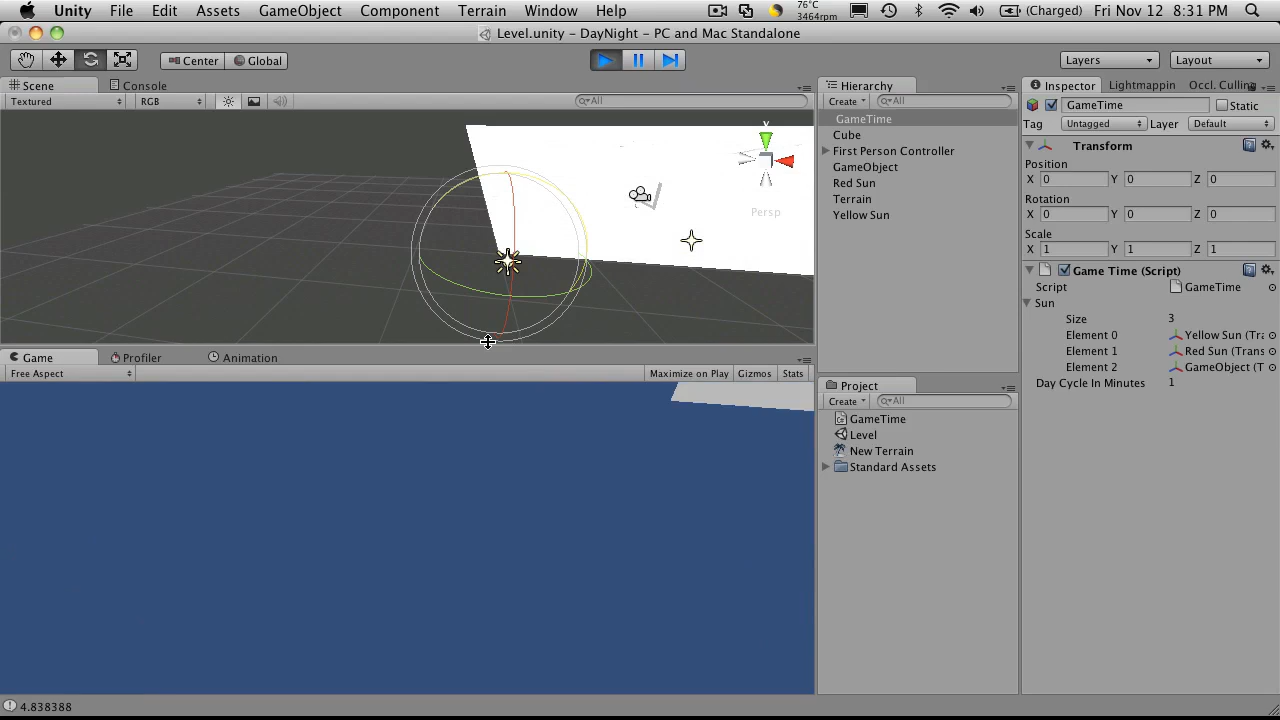 Unity File Edit Assets GameObject Component Terrain Window Help 76°C 3464rpm (Charged) Fri Nov 12 8:31 PM
Level.unity - DayNight - PC and Mac Standalone
Center Global Layers Layout
Scene Console
Textured RGB All
y
Persp
Game Profiler Animation
Free Aspect Maximize on Play Gizmos Stats
Hierarchy
Create All
GameTime
Cube
First Person Controller
GameObject
Red Sun
Terrain
Yellow Sun
Project
Create All
GameTime
Level
New Terrain
Standard Assets
Inspector Lightmappin Occl. Culling
GameTime Static
Tag Untagged Layer Default
Transform
Position
X 0 Y 0 Z 0
Rotation
X 0 Y 0 Z 0
Scale
X 1 Y 1 Z 1
Game Time (Script)
Script GameTime
Sun
Size 3
Element 0 Yellow Sun (Tra
Element 1 Red Sun (Trans
Element 2 GameObject (T
Day Cycle In Minutes 1
4.838388